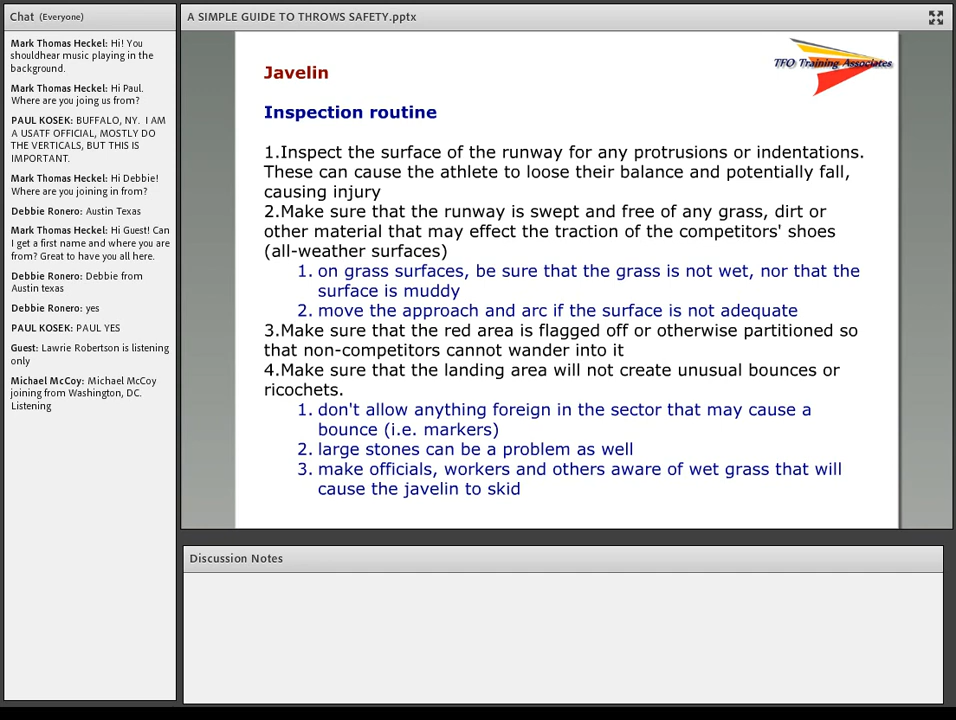 Chat (Everyone)
Mark Thomas Heckel: Hi! You
shouldhear music playing in the
background.
Mark Thomas Heckel: Hi Paul.
Where are you joing us from?
PAUL KOSEK: BUFFALO, NY. I AM
A USATF OFFICIAL, MOSTLY DO
THE VERTICALS, BUT THIS IS
IMPORTANT.
Mark Thomas Heckel: Hi Debbie!
Where are you joining in from?
Debbie Ronero: Austin Texas
Mark Thomas Heckel: Hi Guest! Can
I get a first name and where you are
from? Great to have you all here.
Debbie Ronero: Debbie from
Austin texas
Debbie Ronero: yes
PAUL KOSEK: PAUL YES
Guest: Lawrie Robertson is listening
only
Michael McCoy: Michael McCoy
joining from Washington, DC.
Listening
A SIMPLE GUIDE TO THROWS SAFETY.pptx
TFO Training Associates
Javelin
Inspection routine
1.Inspect the surface of the runway for any protrusions or indentations.
These can cause the athlete to loose their balance and potentially fall,
causing injury
2.Make sure that the runway is swept and free of any grass, dirt or
other material that may effect the traction of the competitors' shoes
(all-weather surfaces)
1. on grass surfaces, be sure that the grass is not wet, nor that the
surface is muddy
2. move the approach and arc if the surface is not adequate
3.Make sure that the red area is flagged off or otherwise partitioned so
that non-competitors cannot wander into it
4.Make sure that the landing area will not create unusual bounces or
ricochets.
1. don't allow anything foreign in the sector that may cause a
bounce (i.e. markers)
2. large stones can be a problem as well
3. make officials, workers and others aware of wet grass that will
cause the javelin to skid
Discussion Notes